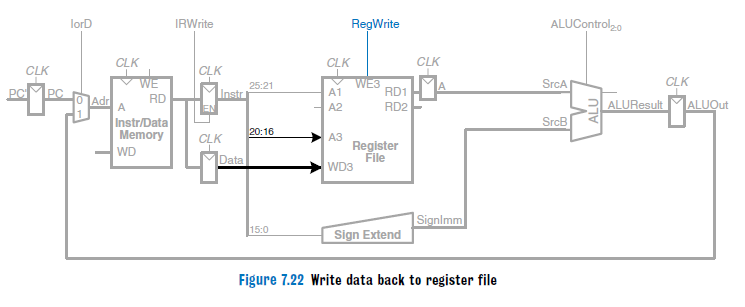 IorD IRWrite RegWrite ALUControl2:0
CLK CLK CLK CLK CLK CLK
PC' PC 0 1 Adr
WE
A RD
Instr/Data
Memory
WD
EN
Instr
25:21
A1 WE3 RD1
A2 RD2
A
SrcA
ALU
ALUResult ALUOut
CLK
20:16
A3
Register
File
SrcB
Data
WD3
15:0
SignImm
Sign Extend
Figure 7.22 Write data back to register file